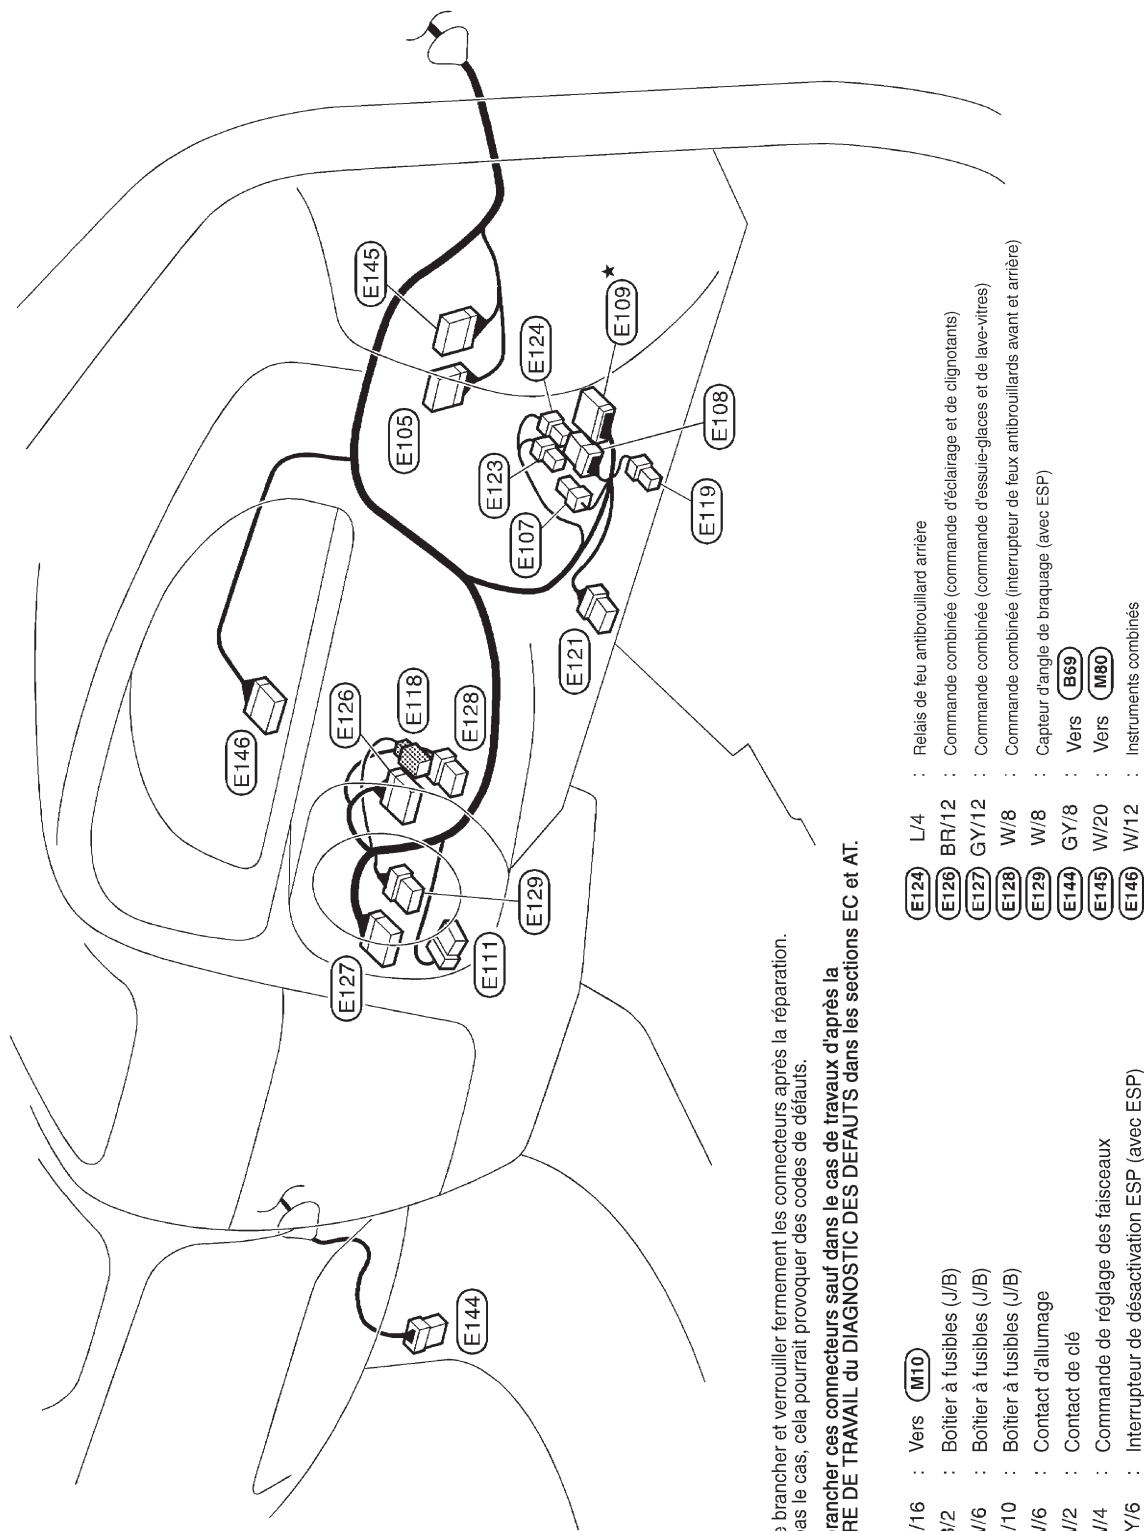 E146
E127
E126
E145
E105
E118
E144
E128
E111
E129
E123
E124
E107
E121
E109 ★
E119
E108
brancher et verrouiller fermement les connecteurs après la réparation.
le cas, cela pourrait provoquer des codes de défauts.
ces connecteurs sauf dans le cas de travaux d'après la
DE TRAVAIL du DIAGNOSTIC DES DEFAUTS dans les sections EC et AT.
/16 : Vers M10
/2 : Boîtier à fusibles (J/B)
/6 : Boîtier à fusibles (J/B)
/10 : Boîtier à fusibles (J/B)
/6 : Contact d'allumage
/2 : Contact de clé
/4 : Commande de réglage des faisceaux
Y/6 : Interrupteur de désactivation ESP (avec ESP)
E124 L/4 : Relais de feu antibrouillard arrière
E126 BR/12 : Commande combinée (commande d'éclairage et de clignotants)
E127 GY/12 : Commande combinée (commande d'essuie-glaces et de lave-vitres)
E128 W/8 : Commande combinée (interrupteur de feux antibrouillards avant et arrière)
E129 W/8 : Capteur d'angle de braquage (avec ESP)
E144 GY/8 : Vers B69
E145 W/20 : Vers M80
E146 W/12 : Instruments combinés